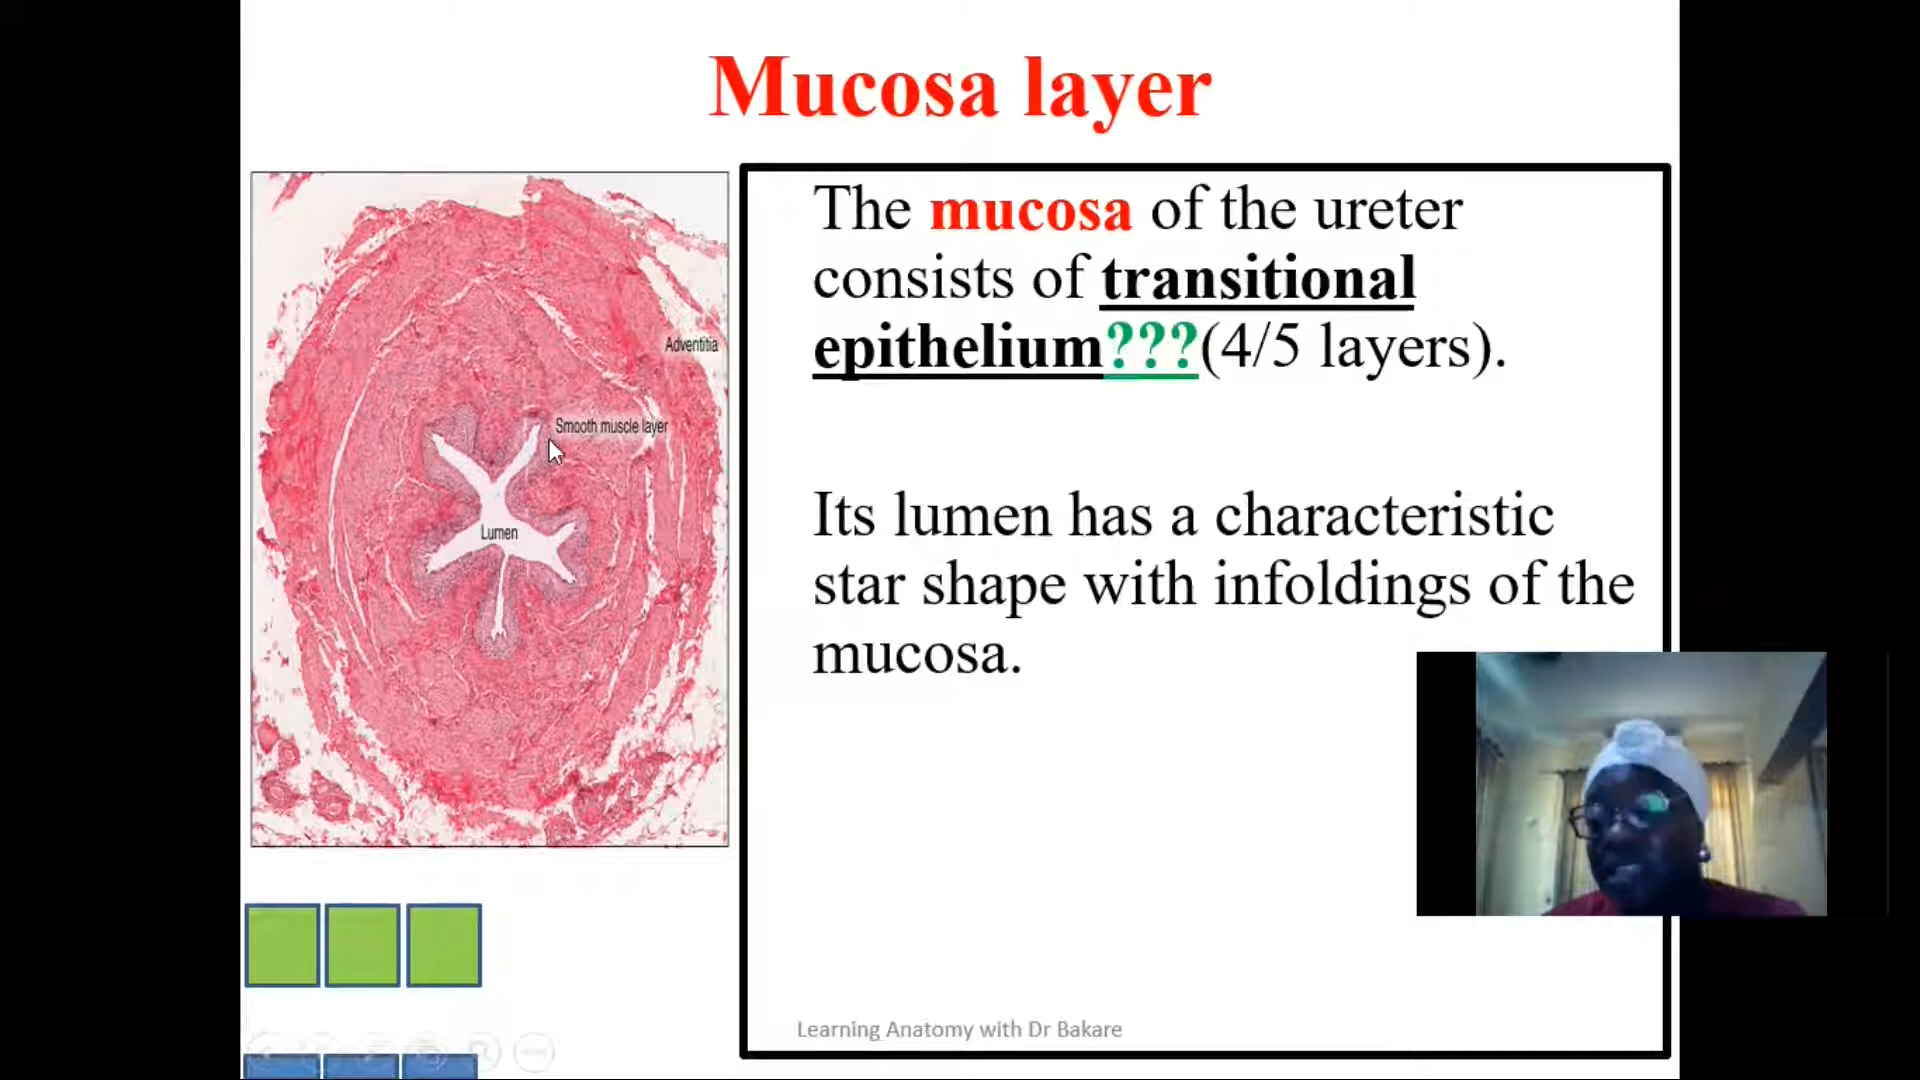 Mucosa layer
The mucosa of the ureter
consists of transitional
epithelium???(4/5 layers).
Its lumen has a characteristic
star shape with infoldings of the
mucosa.
Adventitia
Smooth muscle layer
Lumen
Learning Anatomy with Dr Bakare